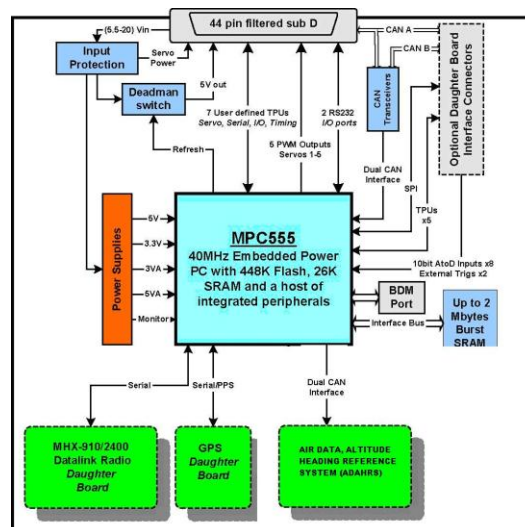 44 pin filtered sub D
(5.5-20) Vin
CAN A
CAN B
Input
Protection
Servo
Power
Deadman
switch
5V out
7 User defined TPUs
Servo, Serial, I/O, Timing
2 RS232
I/O ports
CAN
Transceivers
Optional Daughter Board
Interface Connectors
Refresh
5 PWM Outputs
Servos 1-5
Dual CAN
Interface
SPI
TPUs
x5
MPC555
40MHz Embedded Power
PC with 448K Flash, 26K
SRAM and a host of
integrated peripherals
Power Supplies
5V
3.3V
3VA
5VA
Monitor
10bit AtoD Inputs x8
External Trigs x2
BDM
Port
Interface Bus
Up to 2
Mbytes
Burst
SRAM
Serial
Serial/PPS
Dual CAN
Interface
MHX-910/2400
Datalink Radio
Daughter
Board
GPS
Daughter
Board
AIR DATA, ALTITUDE
HEADING REFERENCE
SYSTEM (ADAHRS)